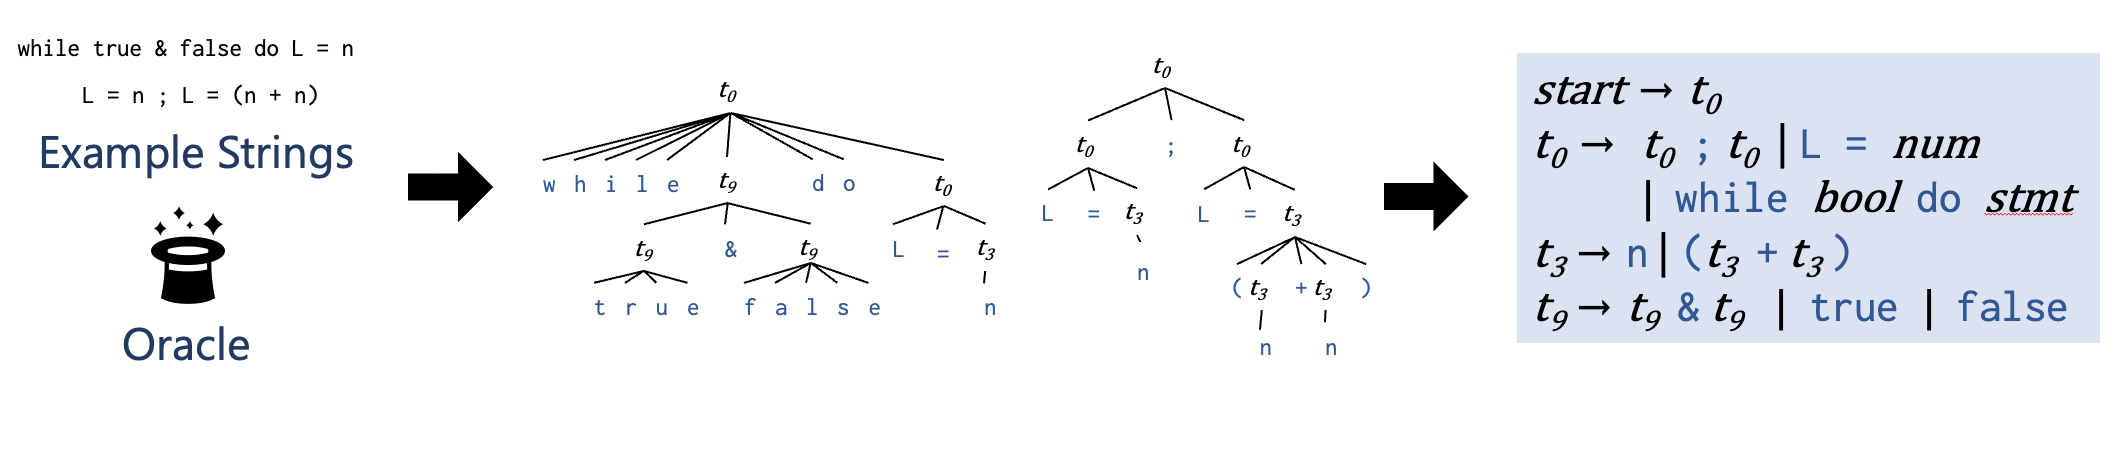 while true & false do L = n
L = n ; L = (n + n)
Example Strings
Oracle
t0
w h i l e t9 d o t0
t9 & t9 L = t3
t r u e f a l s e n
t0
t0 ; t0
L = t3 L = t3
n ( t3 + t3 )
n n
start → t0
t0 → t0 ; t0 | L = num
| while bool do stmt
t3 → n | ( t3 + t3 )
t9 → t9 & t9 | true | false